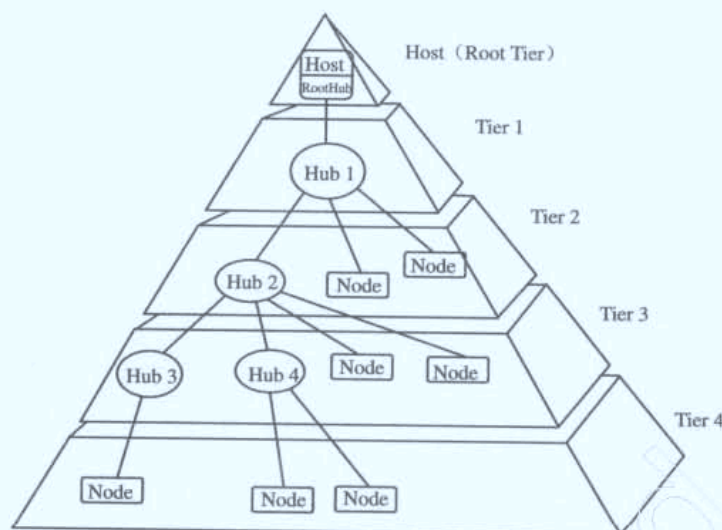 Host（Root Tier）
Host
RootHub
Tier 1
Hub 1
Tier 2
Node
Node
Hub 2
Tier 3
Hub 3
Hub 4
Node
Node
Tier 4
Node
Node
Node